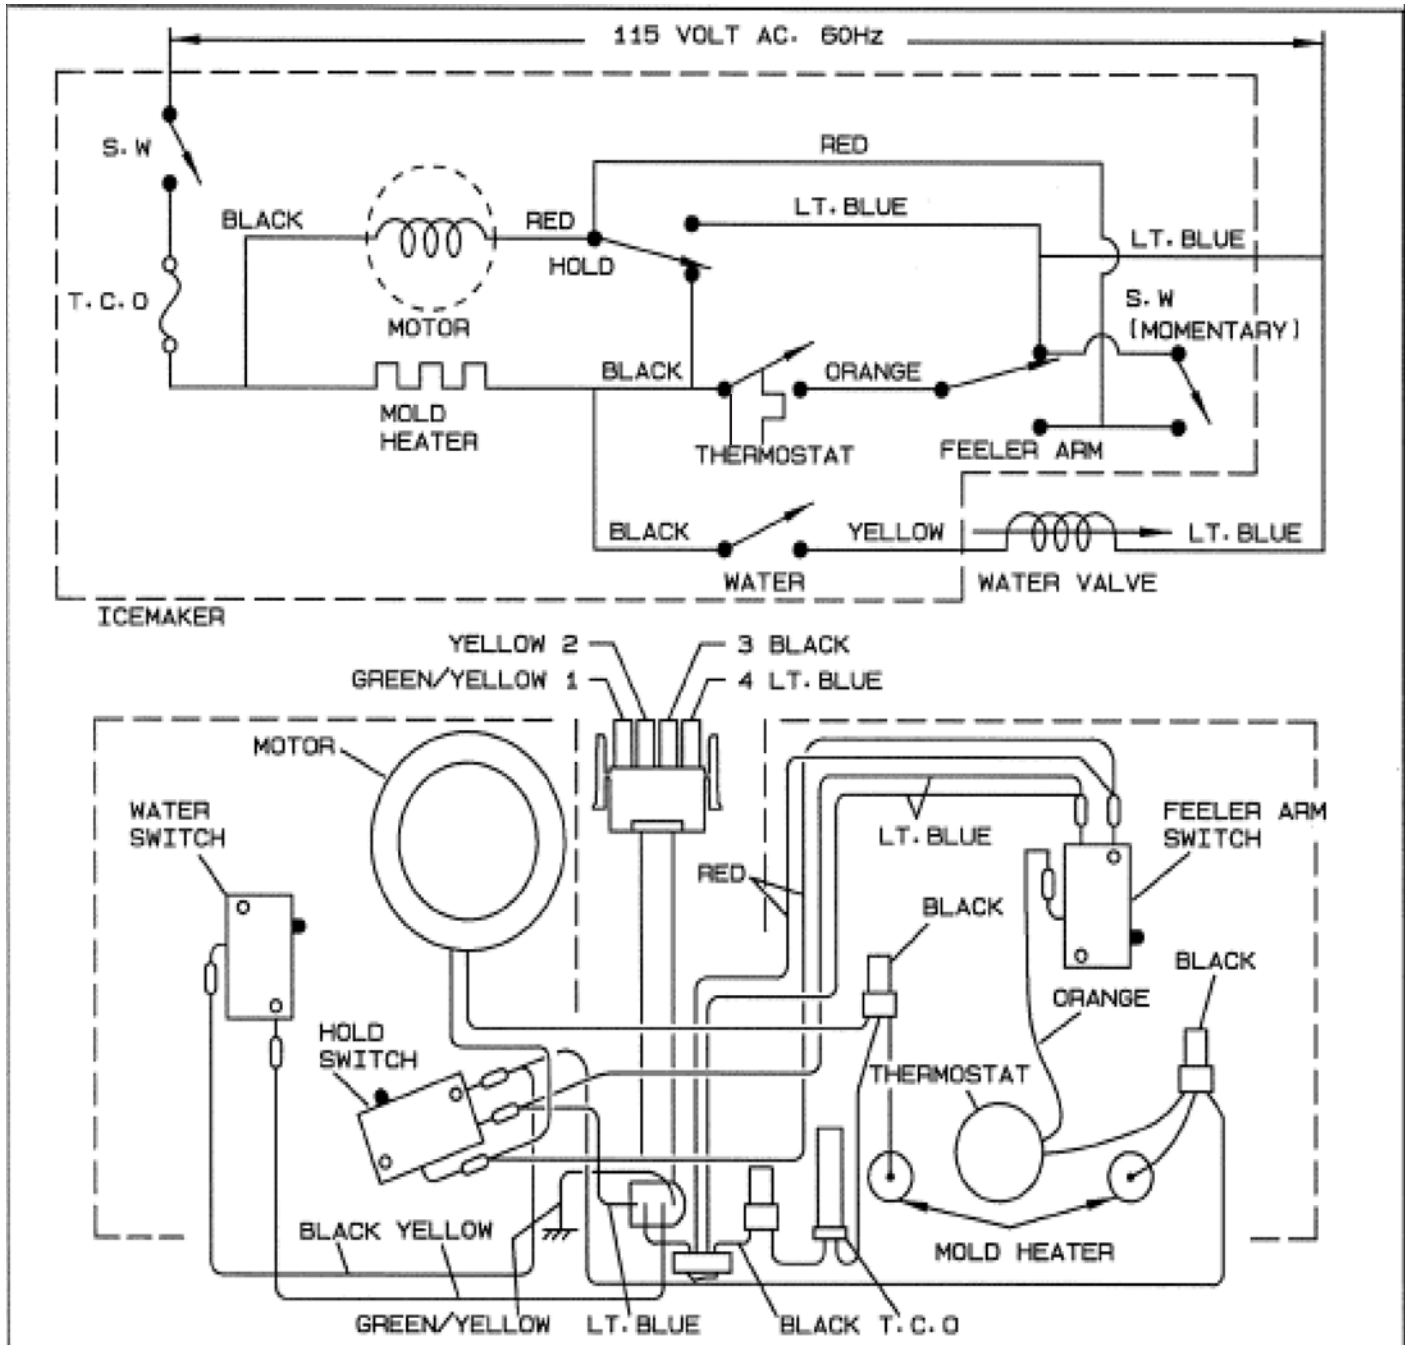 115 VOLT AC. 60Hz
S.W
RED
BLACK
RED
LT.BLUE
LT.BLUE
HOLD
T.C.O
MOTOR
S.W
(MOMENTARY)
BLACK
ORANGE
MOLD
HEATER
THERMOSTAT
FEELER ARM
BLACK
YELLOW
LT.BLUE
WATER
WATER VALVE
ICEMAKER
YELLOW 2
3 BLACK
GREEN/YELLOW 1
4 LT.BLUE
MOTOR
WATER
SWITCH
LT.BLUE
FEELER ARM
SWITCH
RED
BLACK
BLACK
ORANGE
HOLD
SWITCH
THERMOSTAT
BLACK YELLOW
MOLD HEATER
GREEN/YELLOW
LT.BLUE
BLACK T.C.O